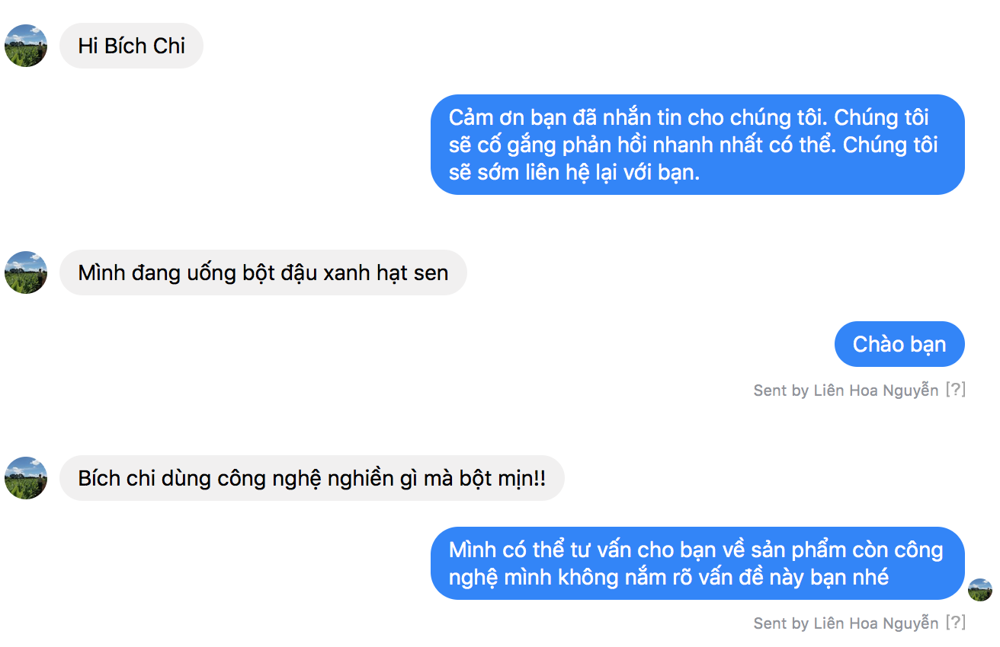 Hi Bích Chi
Cảm ơn bạn đã nhắn tin cho chúng tôi. Chúng tôi
sẽ cố gắng phản hồi nhanh nhất có thể. Chúng tôi
sẽ sớm liên hệ lại với bạn.
Mình đang uống bột đậu xanh hạt sen
Chào bạn
Sent by Liên Hoa Nguyễn [?]
Bích chi dùng công nghệ nghiền gì mà bột mịn!!
Mình có thể tư vấn cho bạn về sản phẩm còn công
nghệ mình không nắm rõ vấn đề này bạn nhé
Sent by Liên Hoa Nguyễn [?]